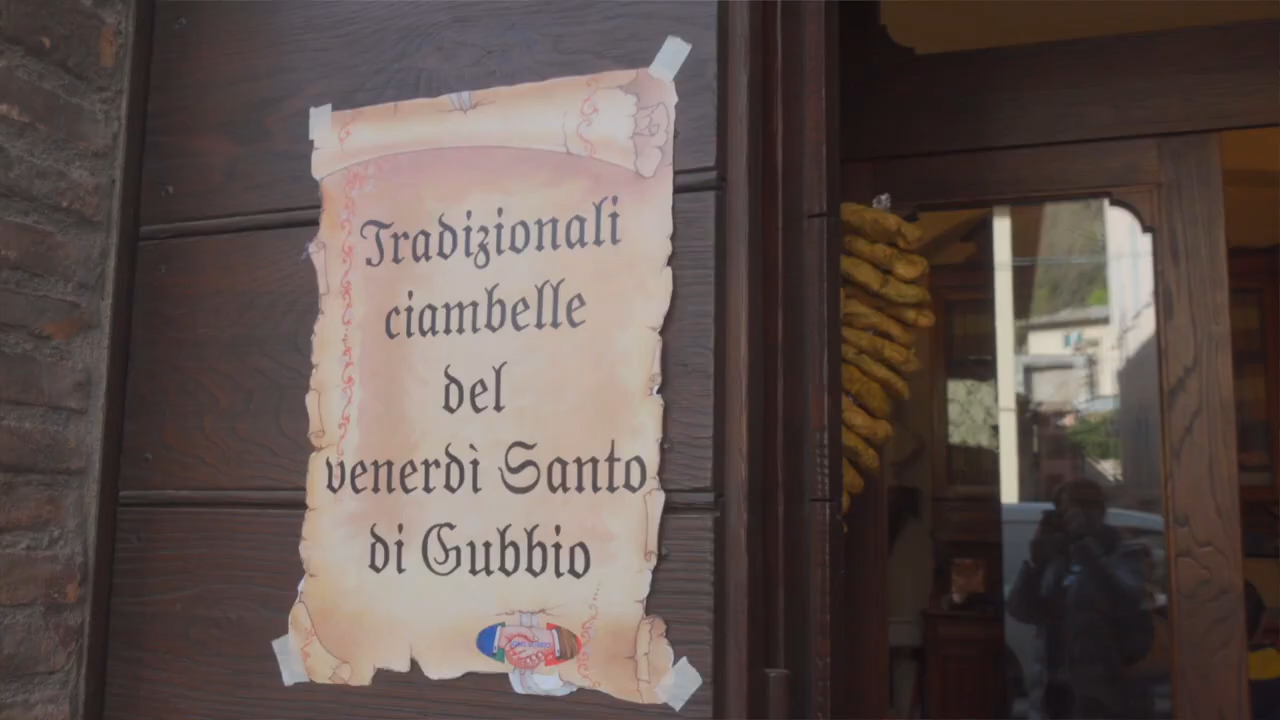 Tradizionali
ciambelle
del
venerdì Santo
di Gubbio